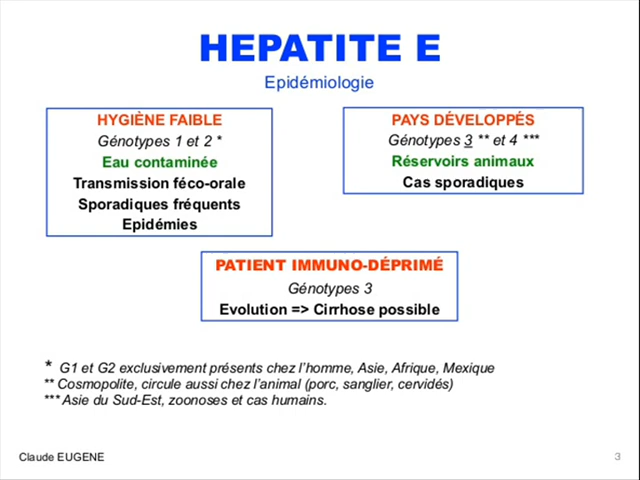 HEPATITE E
Epidémiologie
HYGIÈNE FAIBLE
Génotypes 1 et 2 *
Eau contaminée
Transmission féco-orale
Sporadiques fréquents
Epidémies
PAYS DÉVELOPPÉS
Génotypes 3 ** et 4 ***
Réservoirs animaux
Cas sporadiques
PATIENT IMMUNO-DÉPRIMÉ
Génotypes 3
Evolution => Cirrhose possible
* G1 et G2 exclusivement présents chez l'homme, Asie, Afrique, Mexique
** Cosmopolite, circule aussi chez l'animal (porc, sanglier, cervidés)
*** Asie du Sud-Est, zoonoses et cas humains.
Claude EUGENE
3